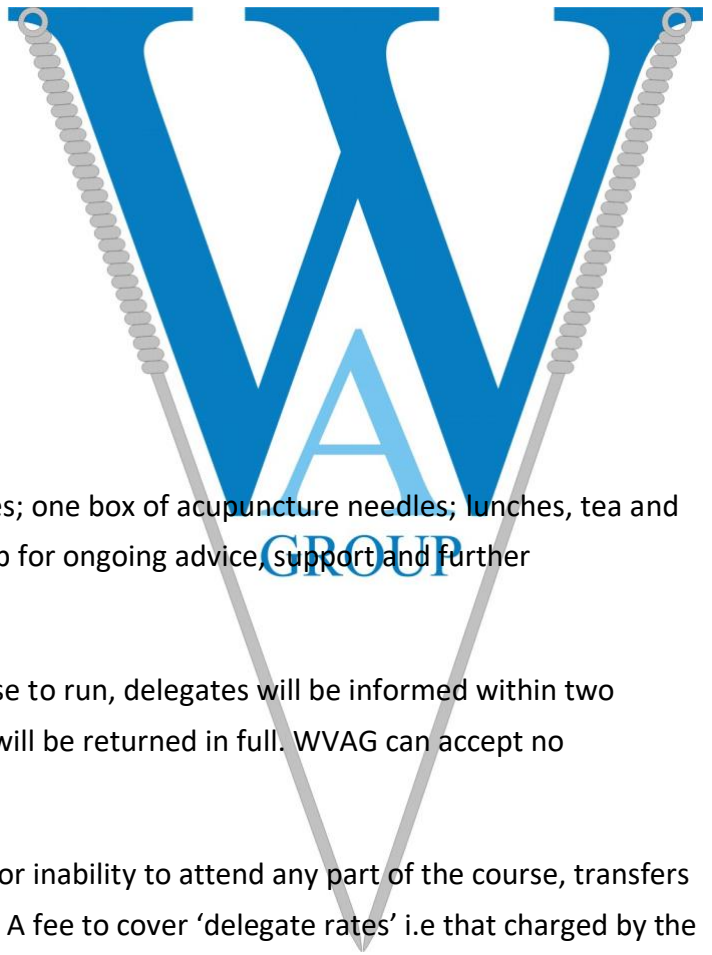 W
A
GROUP
es; one box of acupuncture needles; lunches, tea and
for ongoing advice, support and further
se to run, delegates will be informed within two
will be returned in full. WVAG can accept no
or inability to attend any part of the course, transfers
A fee to cover ‘delegate rates’ i.e that charged by the